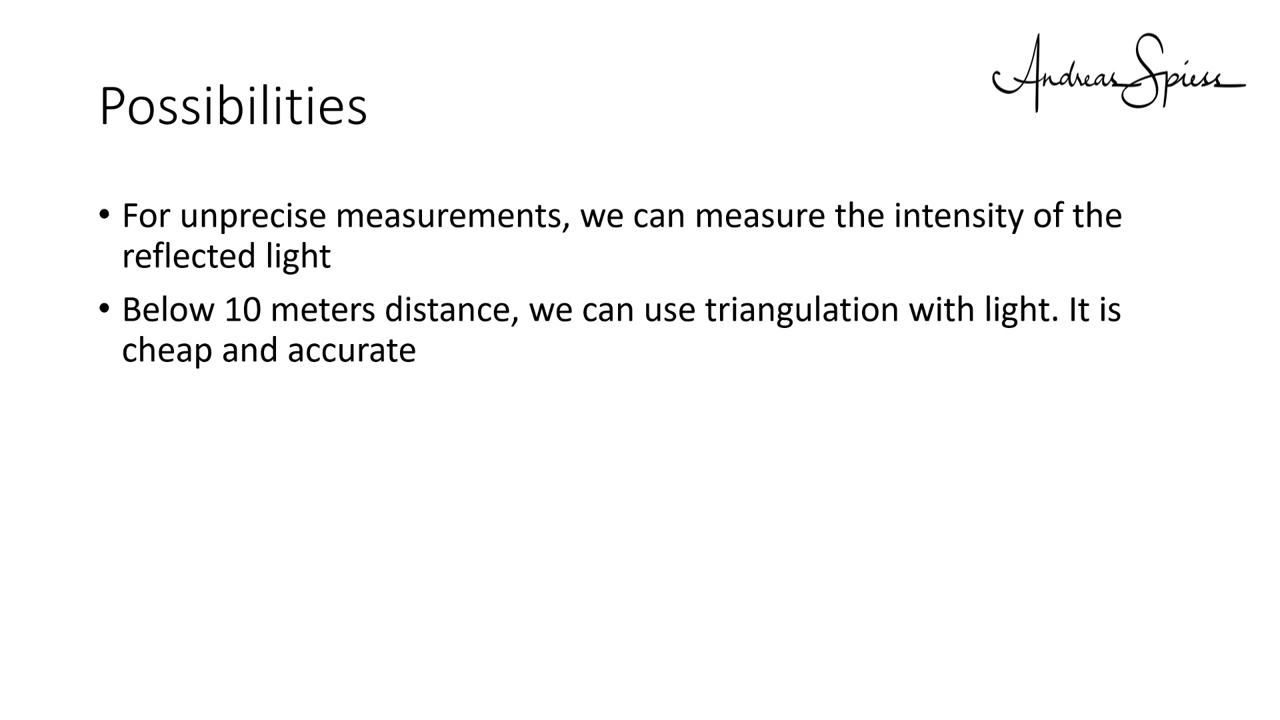 Andreas Spiess
Possibilities
• For unprecise measurements, we can measure the intensity of the
reflected light
• Below 10 meters distance, we can use triangulation with light. It is
cheap and accurate